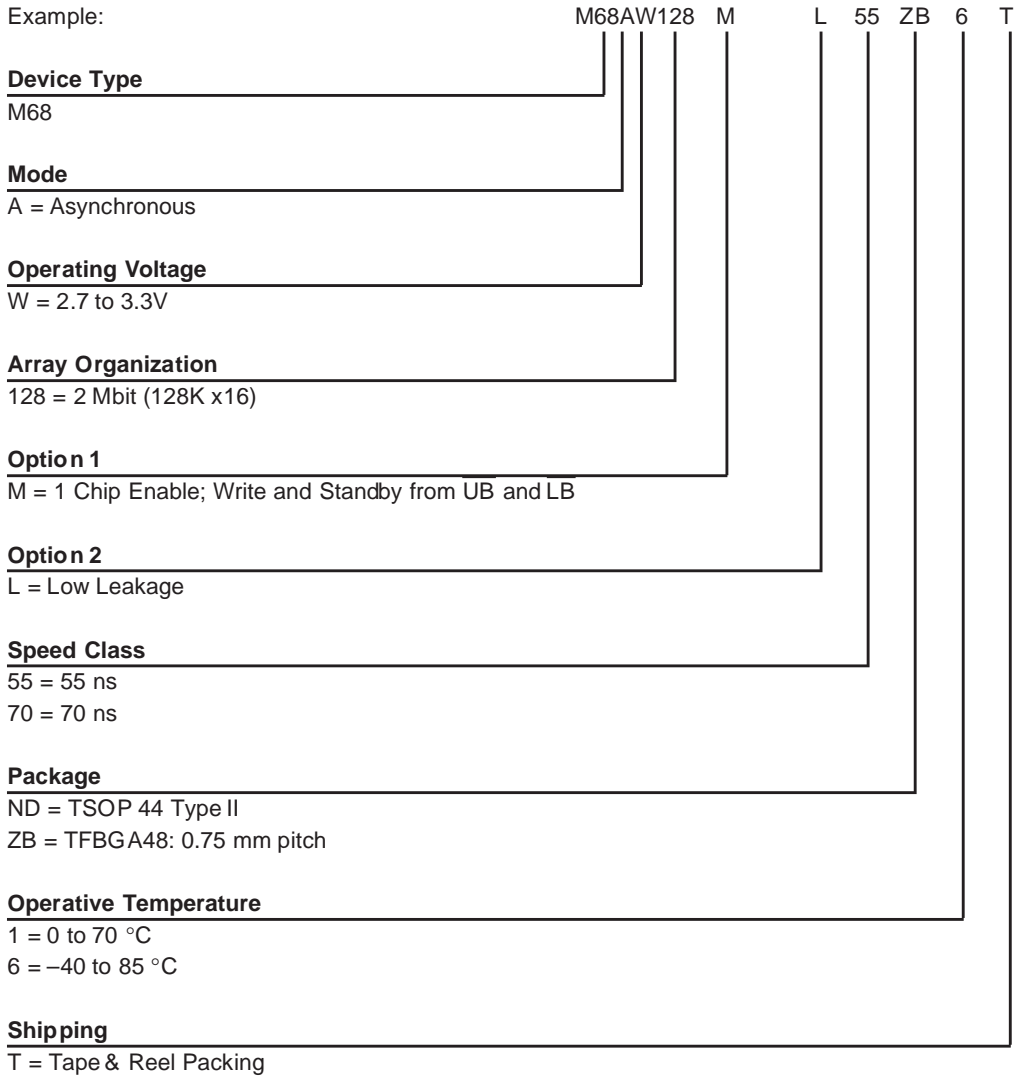 Example: M68AW128 M L 55 ZB 6 T
Device Type
M68
Mode
A = Asynchronous
Operating Voltage
W = 2.7 to 3.3V
Array Organization
128 = 2 Mbit (128K x16)
Option 1
M = 1 Chip Enable; Write and Standby from U̅B̅ and L̅B̅
Option 2
L = Low Leakage
Speed Class
55 = 55 ns
70 = 70 ns
Package
ND = TSOP 44 Type II
ZB = TFBGA48: 0.75 mm pitch
Operative Temperature
1 = 0 to 70 °C
6 = –40 to 85 °C
Shipping
T = Tape & Reel Packing